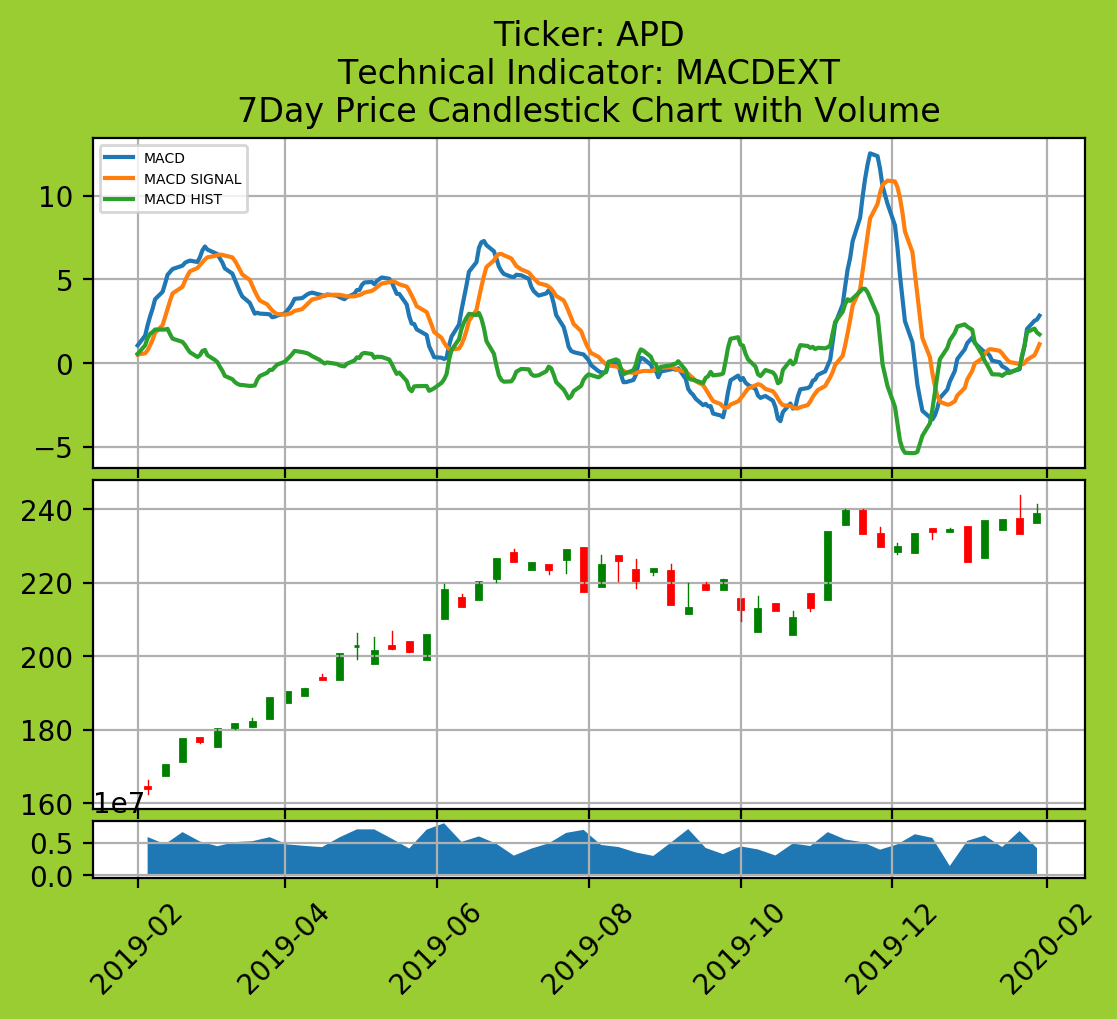 Ticker: APD
Technical Indicator: MACDEXT
7Day Price Candlestick Chart with Volume
MACD
MACD SIGNAL
MACD HIST
10
5
0
−5
240
220
200
180
160
1e7
0.5
0.0
2019-02
2019-04
2019-06
2019-08
2019-10
2019-12
2020-02